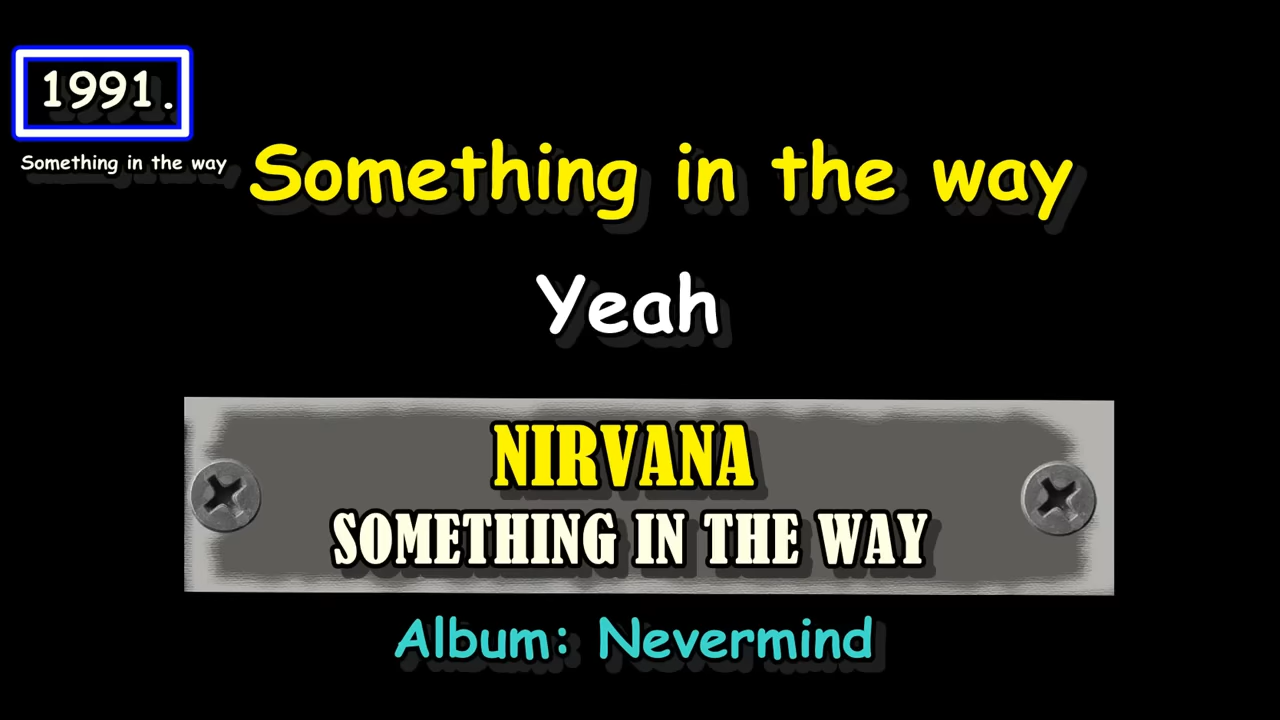 1991.
Something in the way
Something in the way
Yeah
NIRVANA
SOMETHING IN THE WAY
Album: Nevermind